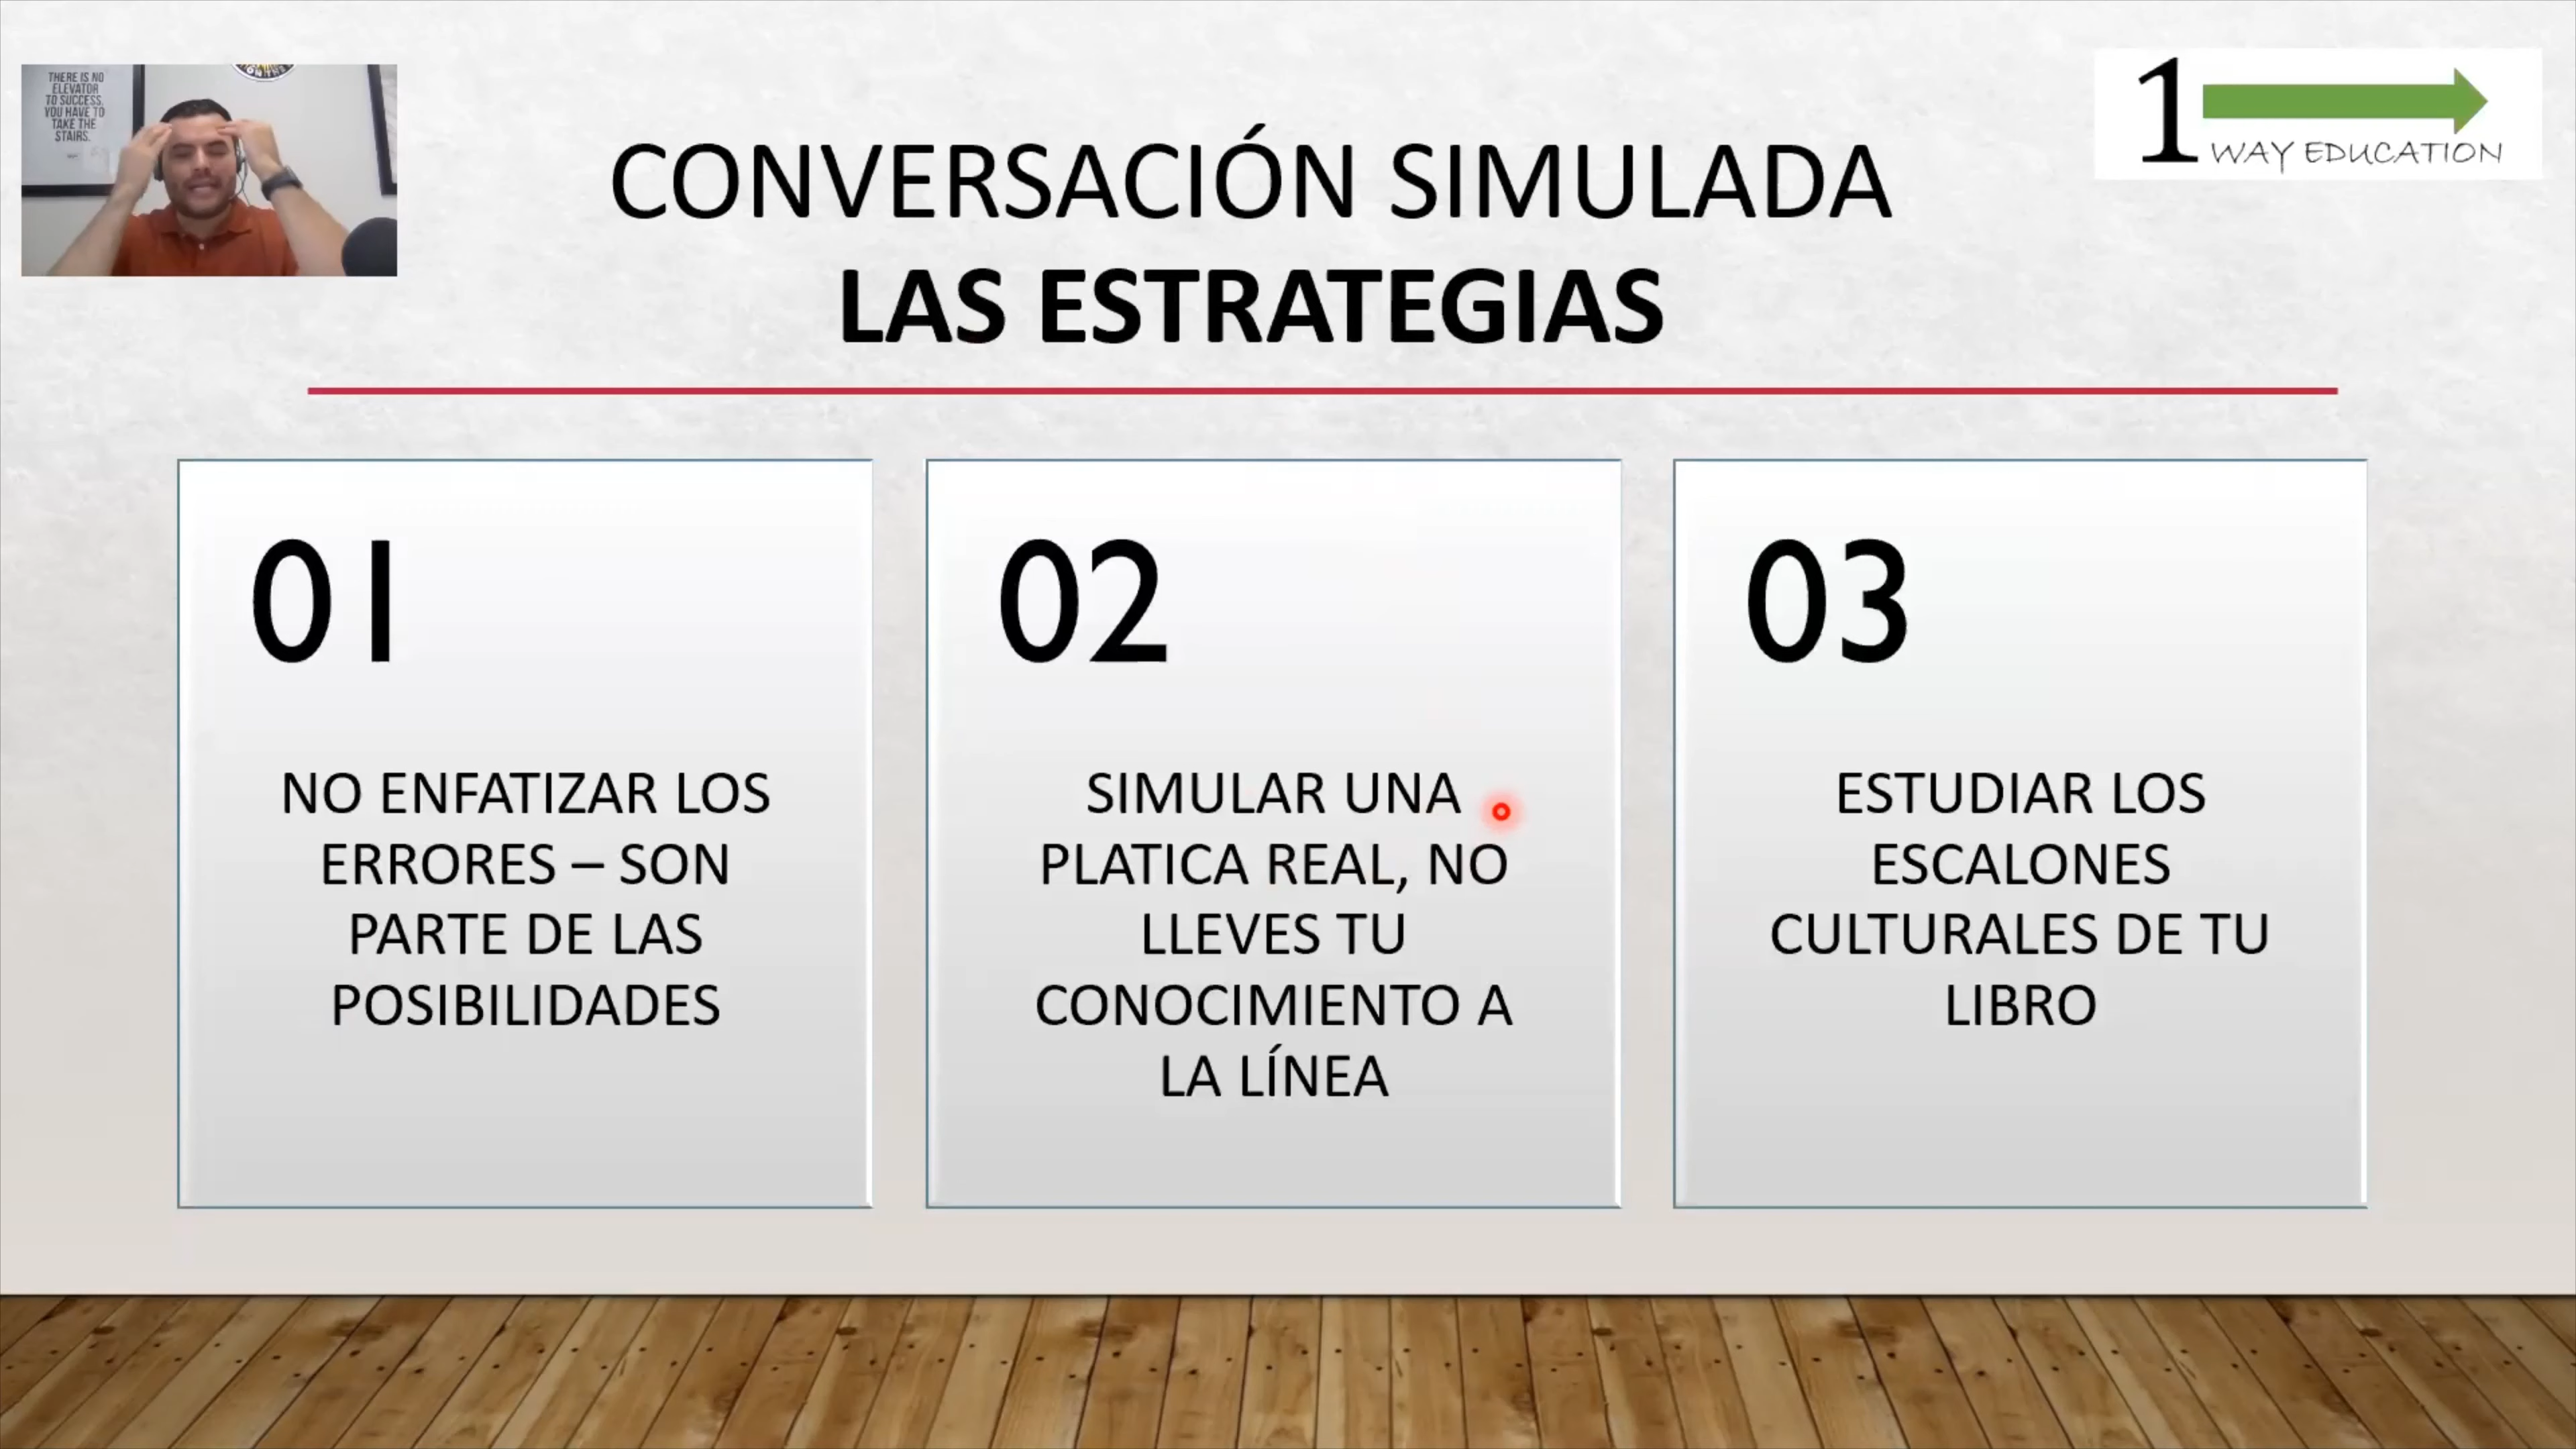 THERE IS NO
ELEVATOR
TO SUCCESS.
YOU HAVE TO
TAKE THE
STAIRS.
1
WAY EDUCATION
CONVERSACIÓN SIMULADA
LAS ESTRATEGIAS
01
NO ENFATIZAR LOS
ERRORES – SON
PARTE DE LAS
POSIBILIDADES
02
SIMULAR UNA
PLATICA REAL, NO
LLEVES TU
CONOCIMIENTO A
LA LÍNEA
03
ESTUDIAR LOS
ESCALONES
CULTURALES DE TU
LIBRO